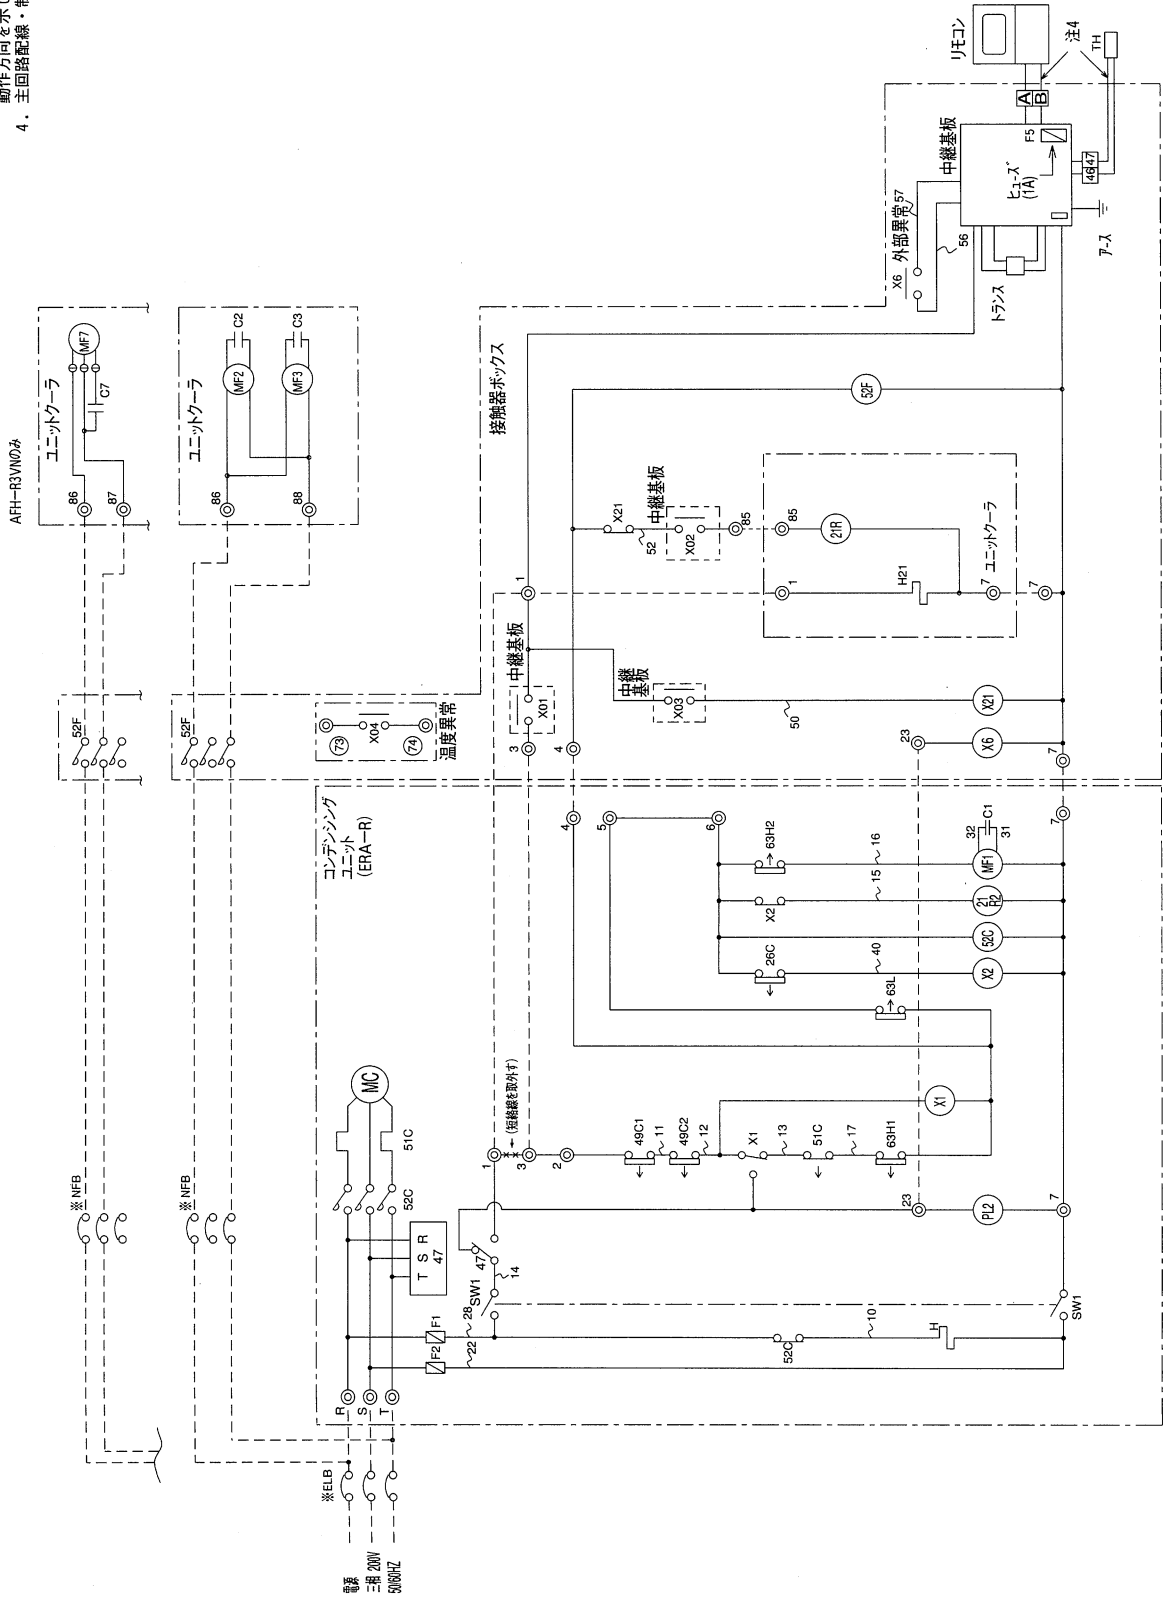 動作方向を示し
4. 主回路配線・制
AFH-R3VNのみ
ユニットクーラ
MF7
C7
86
87
ユニットクーラ
MF2
C2
MF3
C3
86
88
52F
52F
※NFB
※NFB
※ELB
電源
三相 200V
50/60HZ
R
S
T
コンデンシング
ユニット
(ERA-R)
MC
51C
52C
T S R
47
F1
F2
28
22
SW1
14
47
1
3
2
(短絡線を取外す)
49C1
11
49C2
12
X1
13
51C
17
63H1
X1
23
PL2
7
52C
10
H
SW1
4
5
6
63L
26C
40
X2
52C
X2
15
21
R2
63H2
16
MF1
32
C1
31
7
73
X04
74
温度異常
接触器ボックス
3
X01
中継基板
1
4
中継
基板
X03
50
X21
23
X6
7
X21
52
中継基板
X02
85
85
21R
1
H21
7
ユニットクーラ
7
52F
X6
外部異常
57
56
トランス
アース
中継基板
ヒューズ
(1A)
F5
46
47
A
B
リモコン
注4
TH